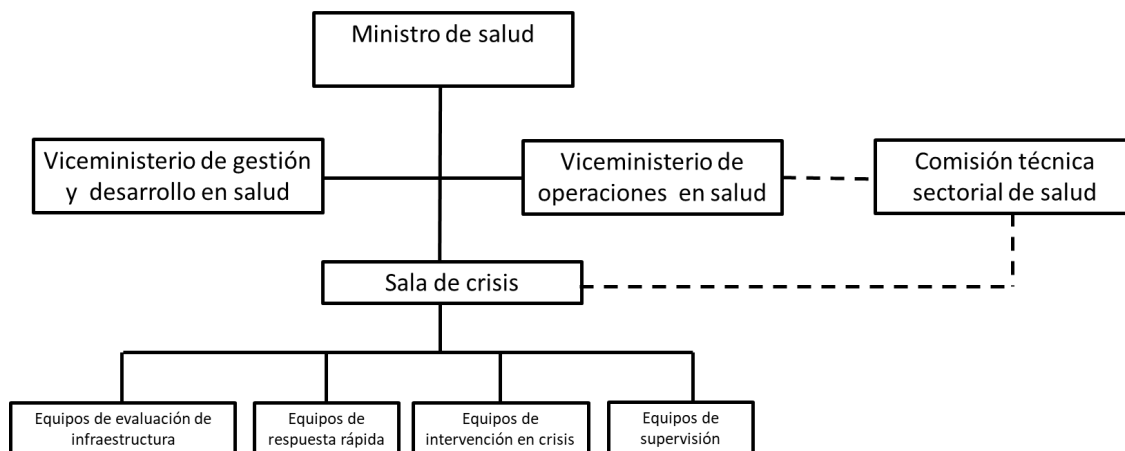 Ministro de salud
Viceministerio de gestión
y desarrollo en salud
Viceministerio de
operaciones en salud
Comisión técnica
sectorial de salud
Sala de crisis
Equipos de evaluación de
infraestructura
Equipos de
respuesta rápida
Equipos de
intervención en crisis
Equipos de
supervisión